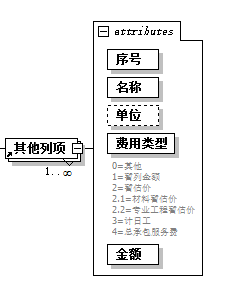 attributes
序号
名称
单位
费用类型
0=其他
1=暂列金额
2=暂估价
2.1=材料暂估价
2.2=专业工程暂估价
3=计日工
4=总承包服务费
金额
其他列项
1..∞